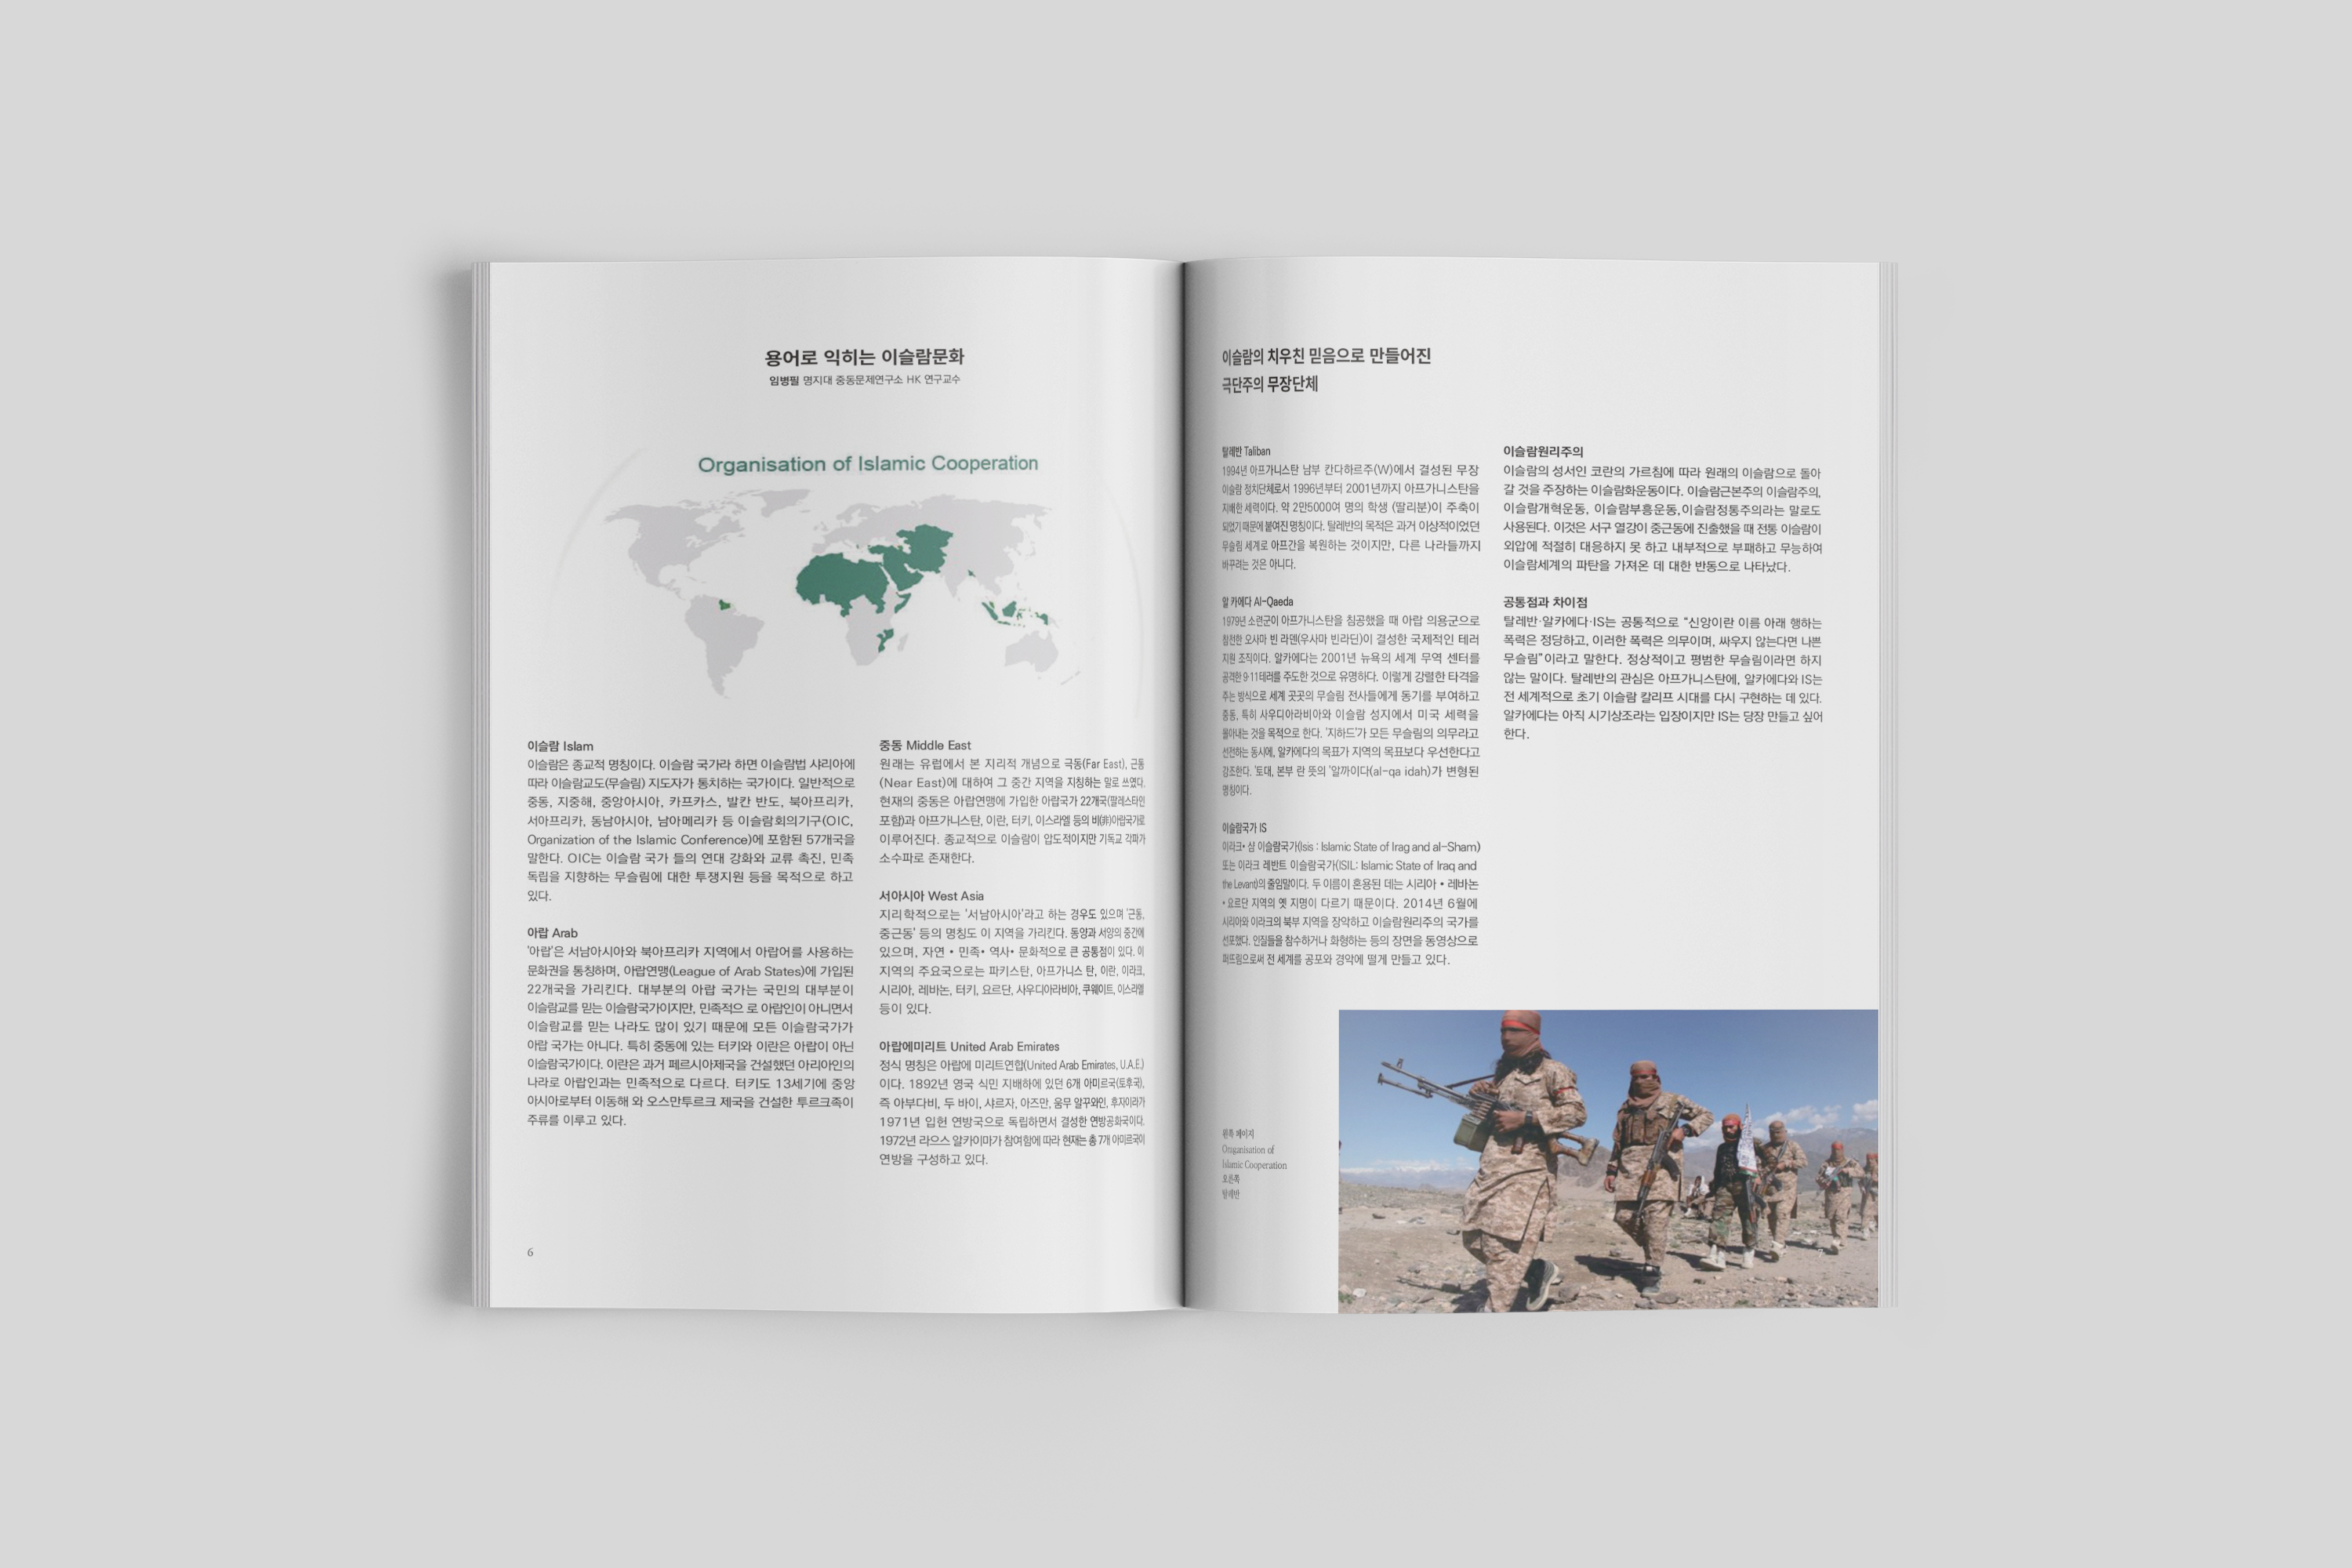 용어로 익히는 이슬람문화
임병필 명지대 중동문제연구소 HK 연구교수
Organisation of Islamic Cooperation
이슬람 Islam
이슬람은 종교적 명칭이다. 이슬람 국가라 하면 이슬람법 샤리아에
따라 이슬람교도(무슬림) 지도자가 통치하는 국가이다. 일반적으로
중동, 지중해, 중앙아시아, 카프카스, 발칸 반도, 북아프리카,
서아프리카, 동남아시아, 남아메리카 등 이슬람회의기구(OIC,
Organization of the Islamic Conference)에 포함된 57개국을
말한다. OIC는 이슬람 국가 들의 연대 강화와 교류 촉진, 민족
독립을 지향하는 무슬림에 대한 투쟁지원 등을 목적으로 하고
있다.
아랍 Arab
'아랍'은 서남아시아와 북아프리카 지역에서 아랍어를 사용하는
문화권을 통칭하며, 아랍연맹(League of Arab States)에 가입된
22개국을 가리킨다. 대부분의 아랍 국가는 국민의 대부분이
이슬람교를 믿는 이슬람국가이지만, 민족적으 로 아랍인이 아니면서
이슬람교를 믿는 나라도 많이 있기 때문에 모든 이슬람국가가
아랍 국가는 아니다. 특히 중동에 있는 터키와 이란은 아랍이 아닌
이슬람국가이다. 이란은 과거 페르시아제국을 건설했던 아리아인의
나라로 아랍인과는 민족적으로 다르다. 터키도 13세기에 중앙
아시아로부터 이동해 와 오스만투르크 제국을 건설한 투르크족이
주류를 이루고 있다.
중동 Middle East
원래는 유럽에서 본 지리적 개념으로 극동(Far East), 근동
(Near East)에 대하여 그 중간 지역을 지칭하는 말로 쓰였다.
현재의 중동은 아랍연맹에 가입한 아랍국가 22개국(팔레스타인
포함)과 아프가니스탄, 이란, 터키, 이스라엘 등의 비(非)아랍국가로
이루어진다. 종교적으로 이슬람이 압도적이지만 기독교 각파가
소수파로 존재한다.
서아시아 West Asia
지리학적으로는 '서남아시아'라고 하는 경우도 있으며 '근동,
중근동' 등의 명칭도 이 지역을 가리킨다. 동양과 서양의 중간에
있으며, 자연 • 민족• 역사• 문화적으로 큰 공통점이 있다. 이
지역의 주요국으로는 파키스탄, 아프가니스 탄, 이란, 이라크,
시리아, 레바논, 터키, 요르단, 사우디아라비아, 쿠웨이트, 이스라엘
등이 있다.
아랍에미리트 United Arab Emirates
정식 명칭은 아랍에 미리트연합(United Arab Emirates, U.A.E.)
이다. 1892년 영국 식민 지배하에 있던 6개 아미르국(토후국),
즉 아부다비, 두 바이, 샤르자, 아즈만, 움무 알꾸와인, 후자이라가
1971년 입헌 연방국으로 독립하면서 결성한 연방공화국이다.
1972년 라으스 알카이마가 참여함에 따라 현재는 총 7개 아미르국이
연방을 구성하고 있다.
6
이슬람의 치우친 믿음으로 만들어진
극단주의 무장단체
탈레반 Taliban
1994년 아프가니스탄 남부 칸다하르주(W)에서 결성된 무장
이슬람 정치단체로서 1996년부터 2001년까지 아프가니스탄을
지배한 세력이다. 약 2만5000여 명의 학생 (딸리분)이 주축이
되었기 때문에 붙여진 명칭이다. 탈레반의 목적은 과거 이상적이었던
무슬림 세계로 아프간을 복원하는 것이지만, 다른 나라들까지
바꾸려는 것은 아니다.
알 카에다 Al-Qaeda
1979년 소련군이 아프가니스탄을 침공했을 때 아랍 의용군으로
참전한 오사마 빈 라덴(우사마 빈라딘)이 결성한 국제적인 테러
지원 조직이다. 알카에다는 2001년 뉴욕의 세계 무역 센터를
공격한 9·11테러를 주도한 것으로 유명하다. 이렇게 강렬한 타격을
주는 방식으로 세계 곳곳의 무슬림 전사들에게 동기를 부여하고
중동, 특히 사우디아라비아와 이슬람 성지에서 미국 세력을
몰아내는 것을 목적으로 한다. '지하드'가 모든 무슬림의 의무라고
선전하는 동시에, 알카에다의 목표가 지역의 목표보다 우선한다고
강조한다. '토대, 본부 란 뜻의 '알까이다(al-qa idah)가 변형된
명칭이다.
이슬람국가 IS
이라크• 샴 이슬람국가(Isis : Islamic State of Irag and al-Sham)
또는 이라크 레반트 이슬람국가(ISIL: Islamic State of Iraq and
the Levant)의 줄임말이다. 두 이름이 혼용된 데는 시리아 • 레바논
• 요르단 지역의 옛 지명이 다르기 때문이다. 2014년 6월에
시리아와 이라크의 북부 지역을 장악하고 이슬람원리주의 국가를
선포했다. 인질들을 참수하거나 화형하는 등의 장면을 동영상으로
퍼뜨림으로써 전 세계를 공포와 경악에 떨게 만들고 있다.
이슬람원리주의
이슬람의 성서인 코란의 가르침에 따라 원래의 이슬람으로 돌아
갈 것을 주장하는 이슬람화운동이다. 이슬람근본주의 이슬람주의,
이슬람개혁운동, 이슬람부흥운동,이슬람정통주의라는 말로도
사용된다. 이것은 서구 열강이 중근동에 진출했을 때 전통 이슬람이
외압에 적절히 대응하지 못 하고 내부적으로 부패하고 무능하여
이슬람세계의 파탄을 가져온 데 대한 반동으로 나타났다.
공통점과 차이점
탈레반·알카에다·IS는 공통적으로 "신앙이란 이름 아래 행하는
폭력은 정당하고, 이러한 폭력은 의무이며, 싸우지 않는다면 나쁜
무슬림"이라고 말한다. 정상적이고 평범한 무슬림이라면 하지
않는 말이다. 탈레반의 관심은 아프가니스탄에, 알카에다와 IS는
전 세계적으로 초기 이슬람 칼리프 시대를 다시 구현하는 데 있다.
알카에다는 아직 시기상조라는 입장이지만 IS는 당장 만들고 싶어
한다.
왼쪽 페이지
Organisation of
Islamic Cooperation
오른쪽
탈레반